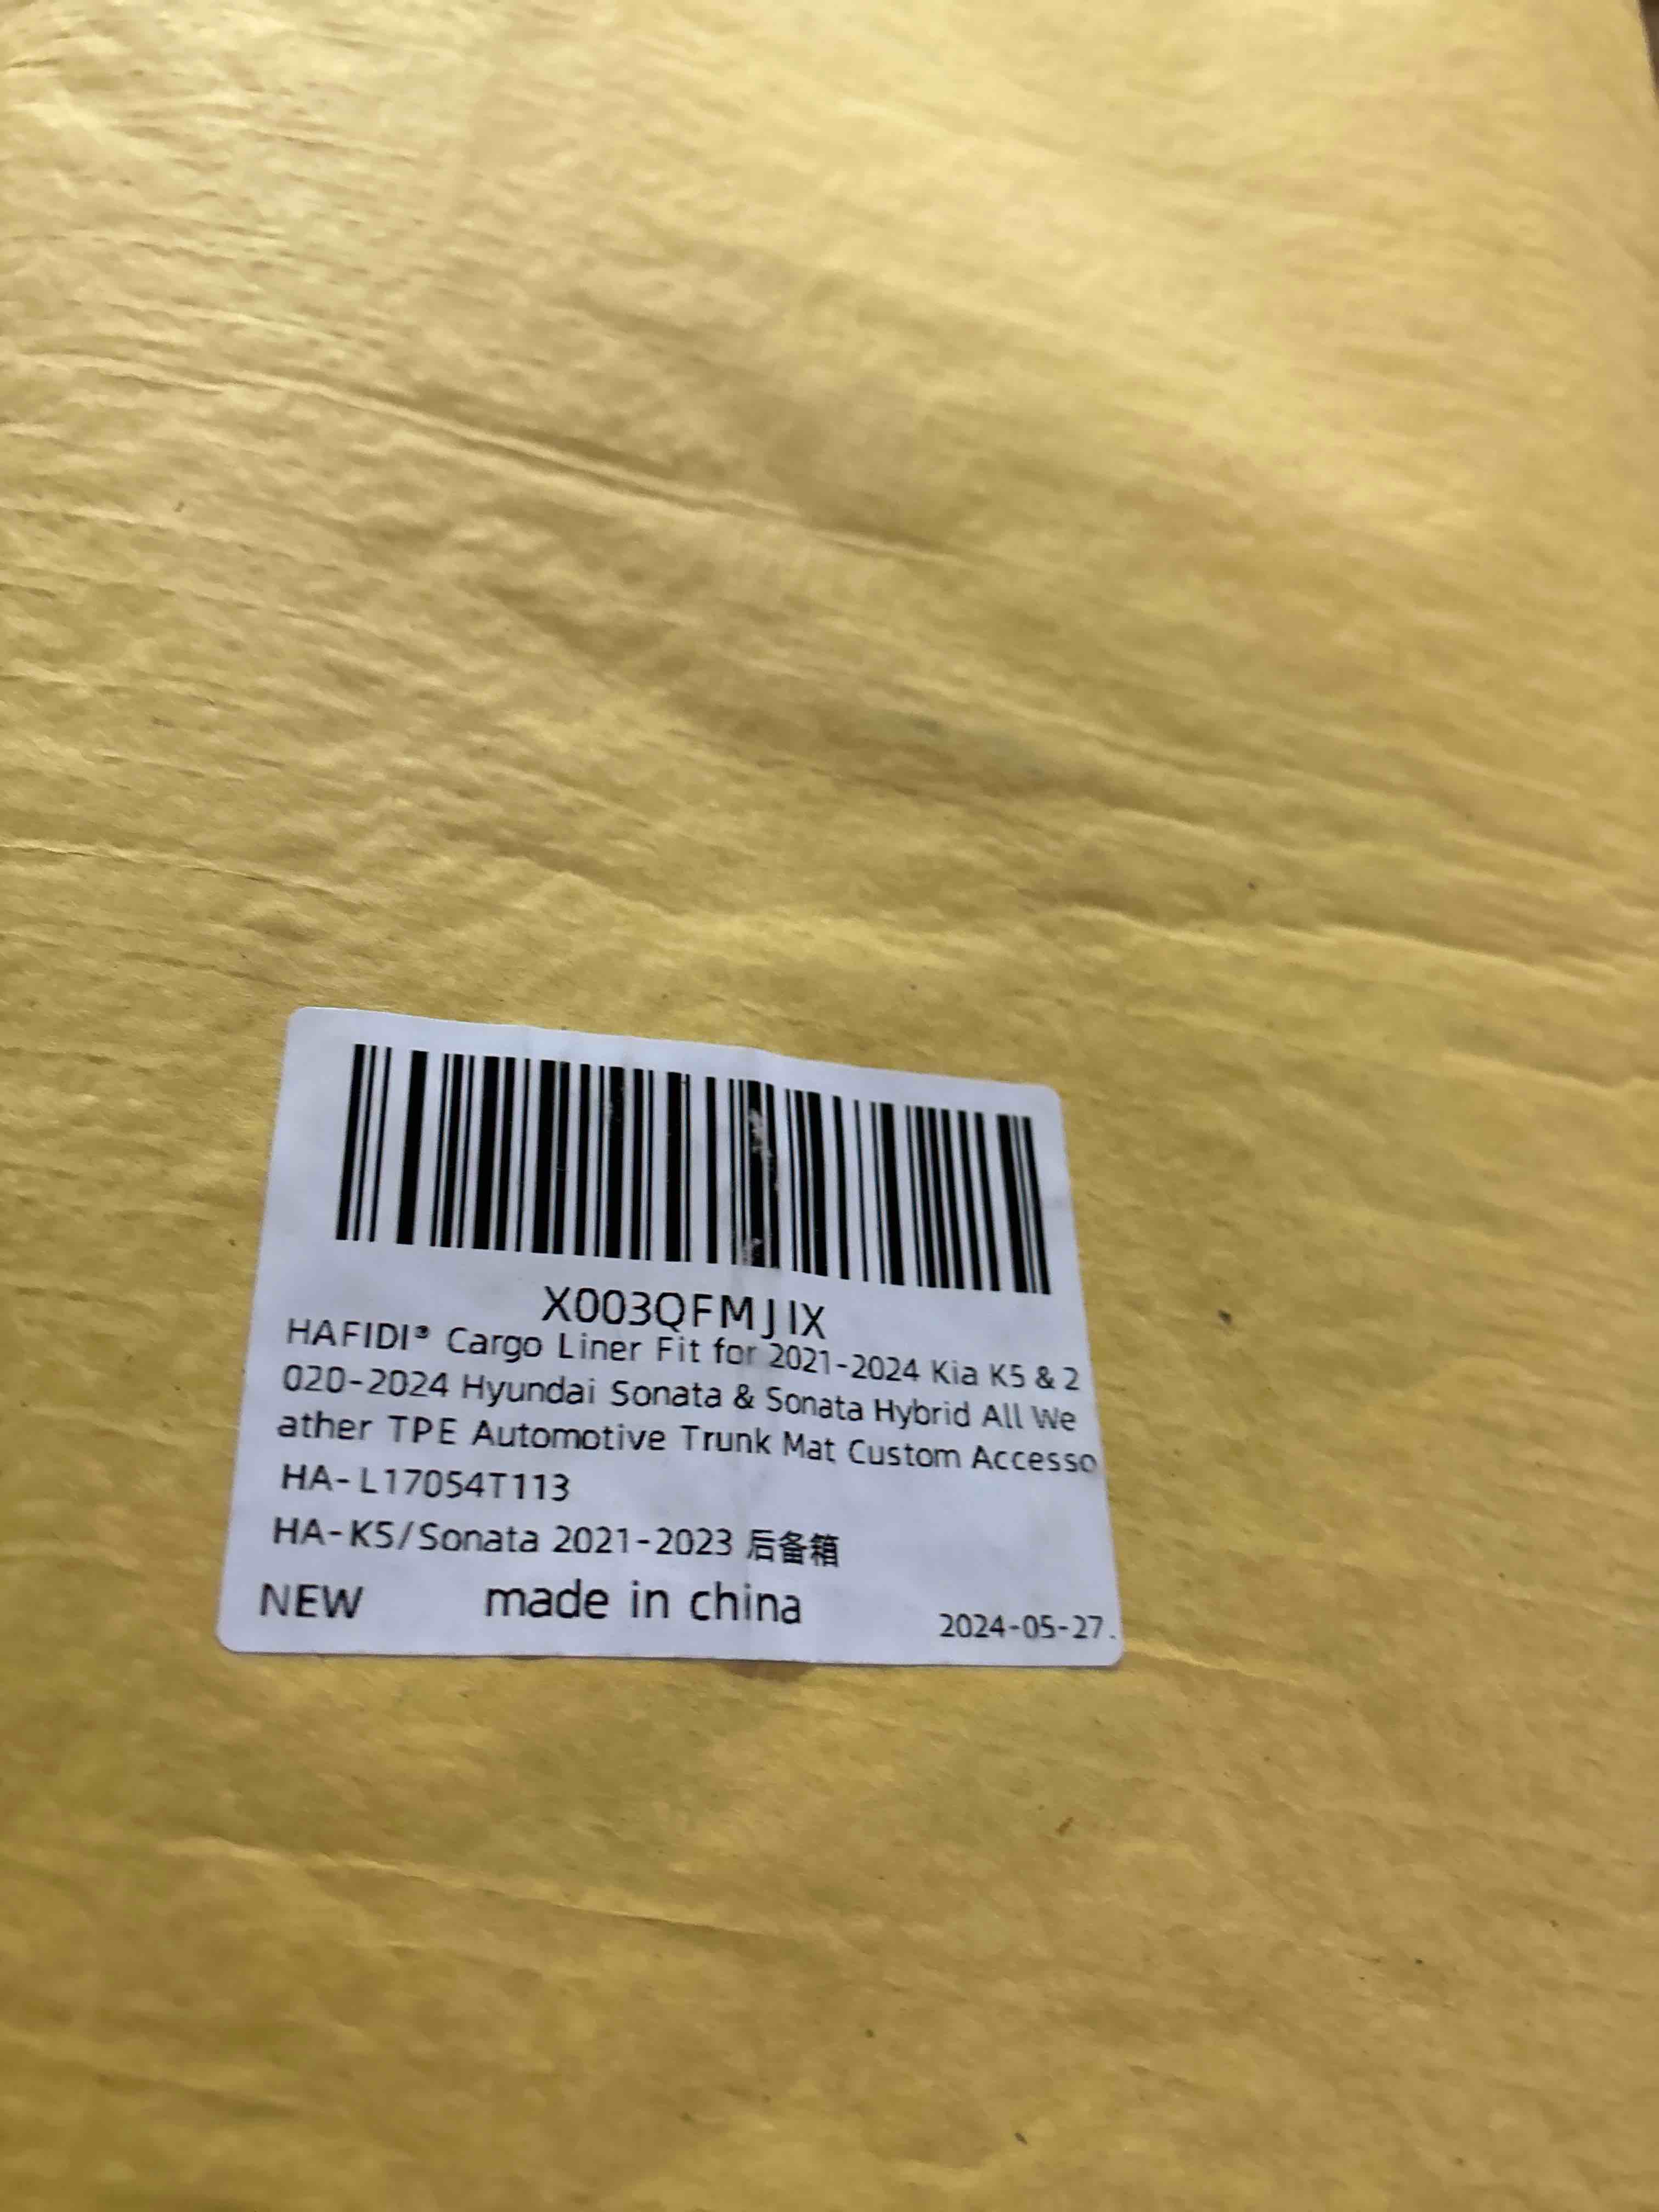 X003QFMJIX
HAFIDI® Cargo Liner Fit for 2021-2024 Kia K5 & 2
020-2024 Hyundai Sonata & Sonata Hybrid All We
ather TPE Automotive Trunk Mat Custom Accesso
HA-L17054T113
HA-K5/Sonata 2021-2023 后备箱
NEW made in china 2024-05-27.